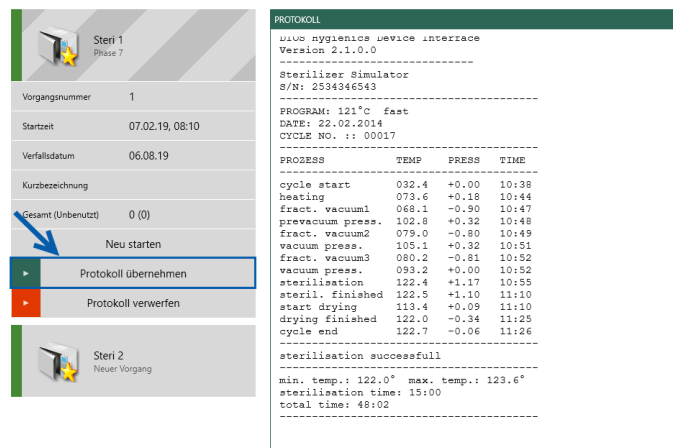 Steri 1
Phase 7
Vorgangsnummer 1
Startzeit 07.02.19, 08:10
Verfallsdatum 06.08.19
Kurzbezeichnung
Gesamt (Unbenutzt) 0 (0)
Neu starten
Protokoll übernehmen
Protokoll verwerfen
Steri 2
Neuer Vorgang
PROTOKOLL
DIOS Hygienics Device Interface
Version 2.1.0.0
-----------------------
Sterilizer Simulator
S/N: 2534346543
-------------------------------
PROGRAM: 121°C fast
DATE: 22.02.2014
CYCLE NO. :: 00017
-------------------------------
PROZESS TEMP PRESS TIME
-------------------------------
cycle start 032.4 +0.00 10:38
heating 073.6 +0.18 10:44
fract. vacuum1 068.1 -0.90 10:47
prevacuum press. 102.8 +0.32 10:48
fract. vacuum2 079.0 -0.80 10:49
vacuum press. 105.1 +0.32 10:51
fract. vacuum3 080.2 -0.81 10:52
vacuum press. 093.2 +0.00 10:52
sterilisation 122.4 +1.17 10:55
steril. finished 122.5 +1.10 11:10
start drying 113.4 +0.09 11:10
drying finished 122.0 -0.34 11:25
cycle end 122.7 -0.06 11:26
-------------------------------
sterilisation successfull
-------------------------------
min. temp.: 122.0° max. temp.: 123.6°
sterilisation time: 15:00
total time: 48:02
-------------------------------